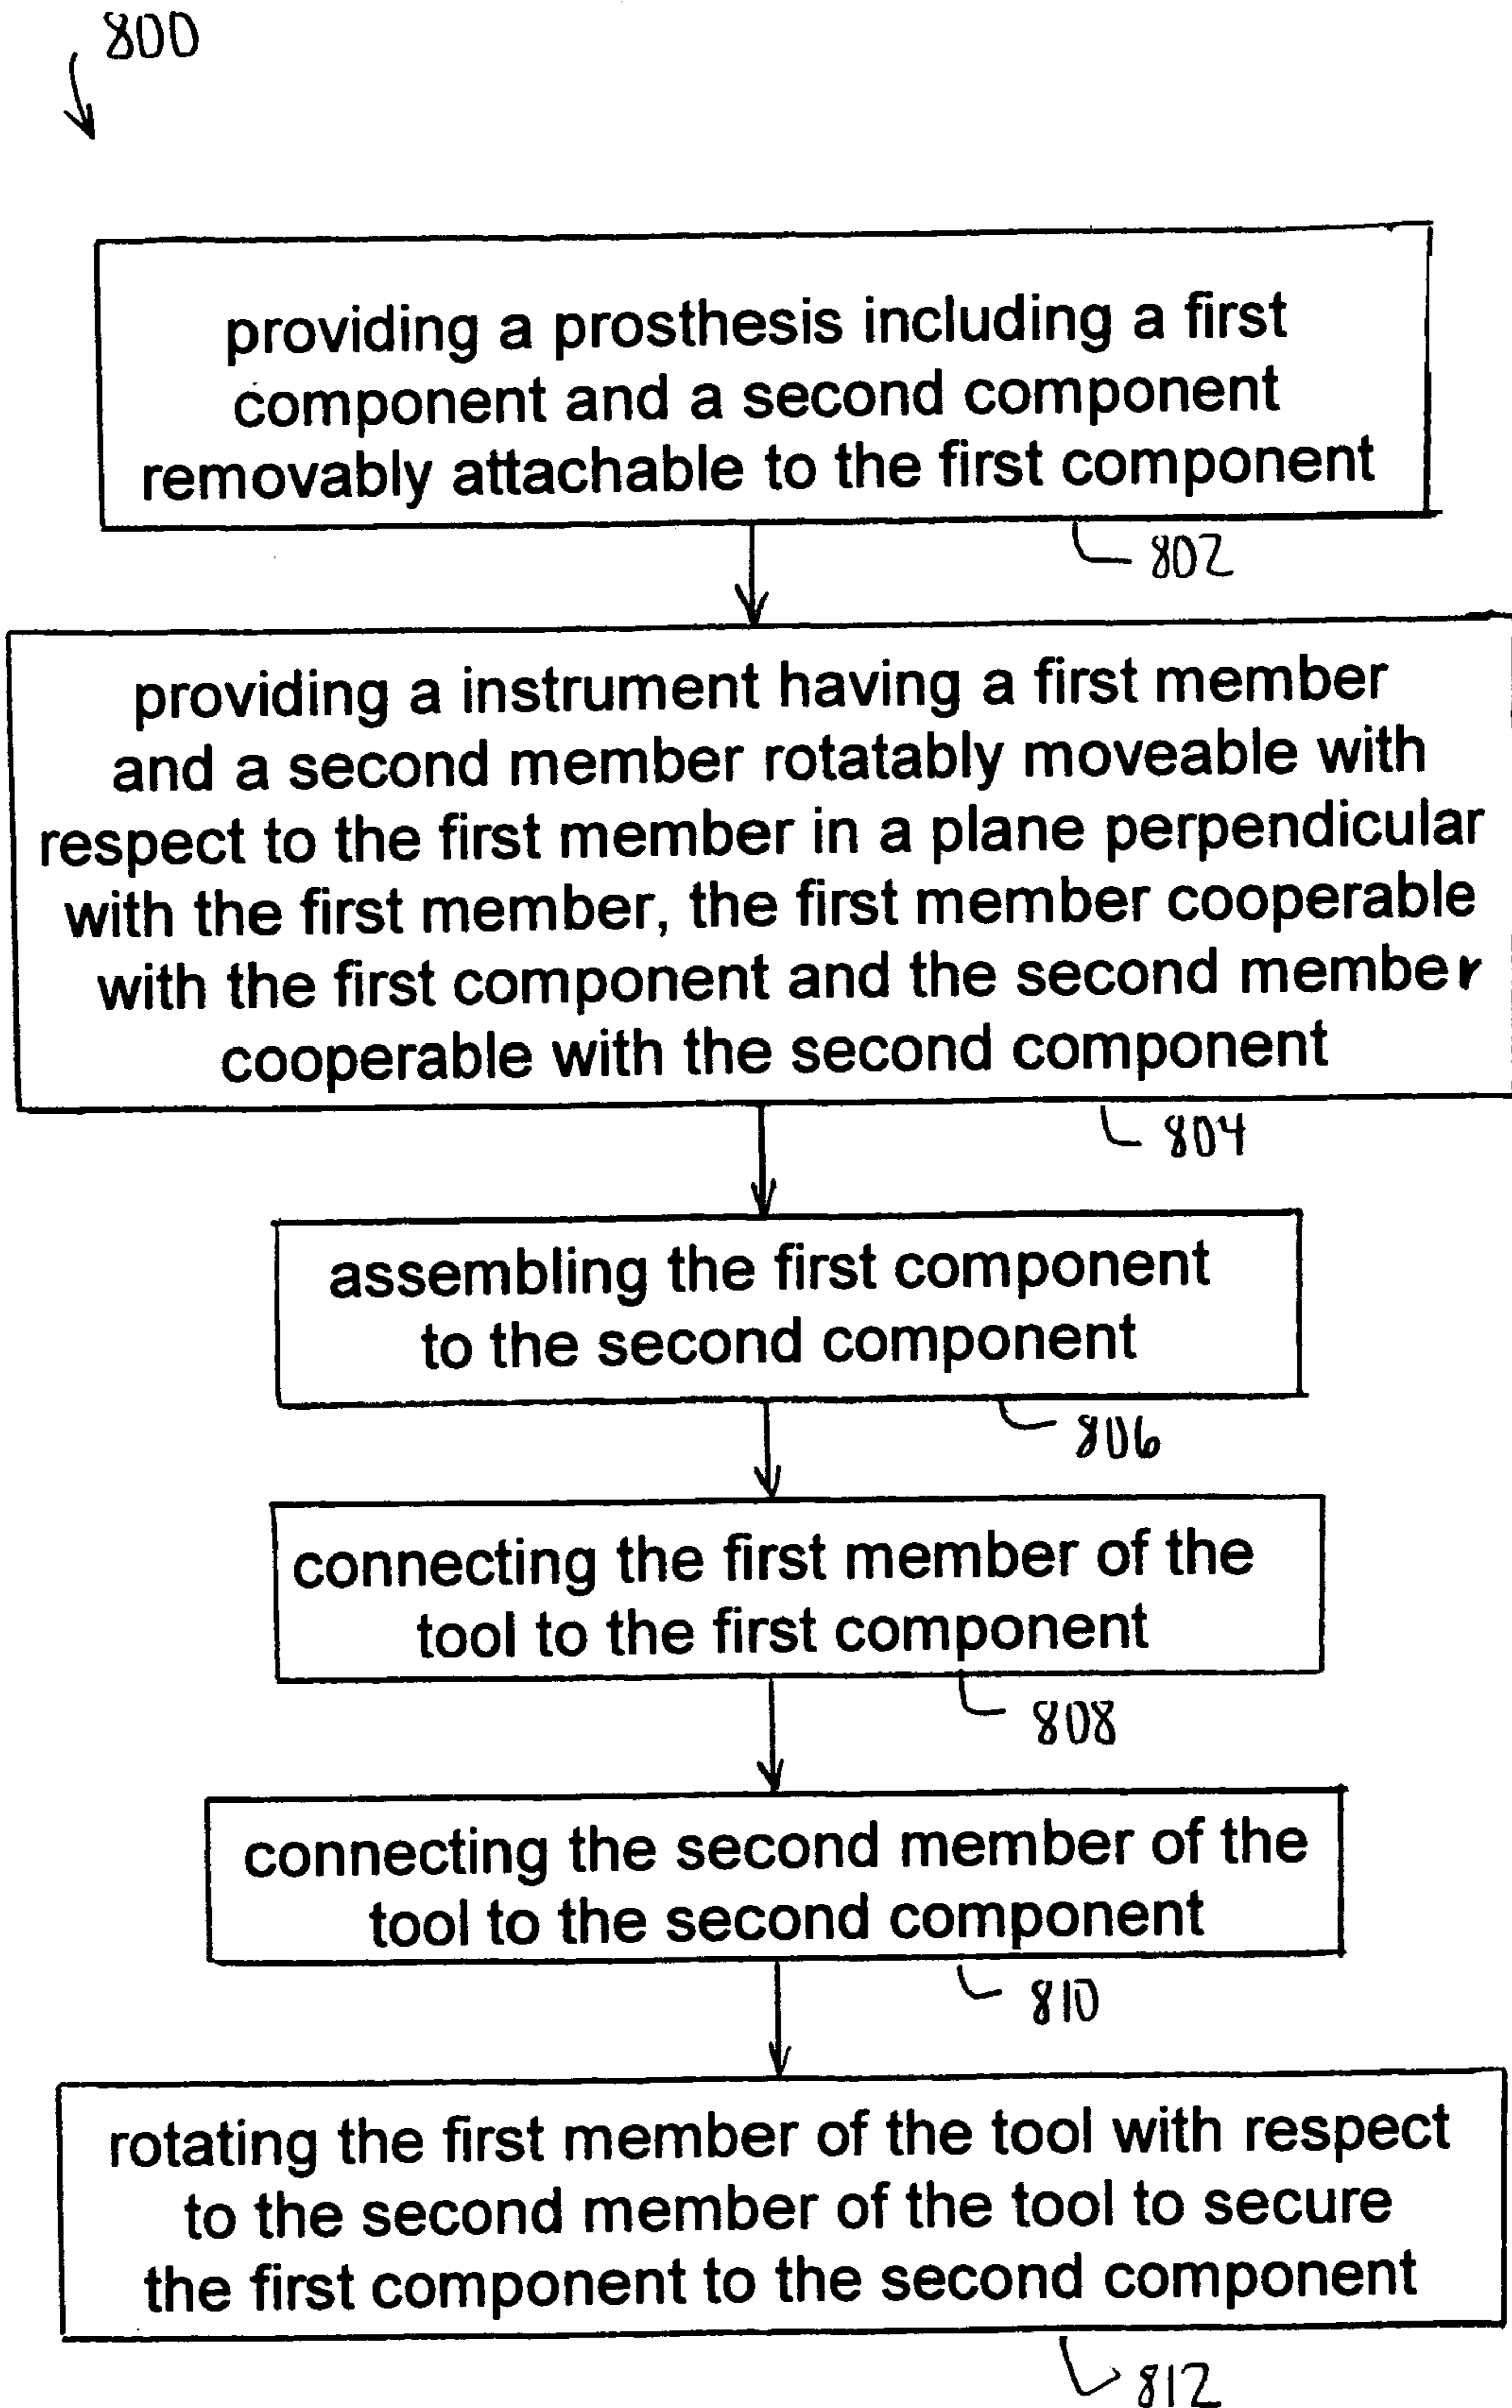 800
providing a prosthesis including a first
component and a second component
removably attachable to the first component
802
providing a instrument having a first member
and a second member rotatably moveable with
respect to the first member in a plane perpendicular
with the first member, the first member cooperable
with the first component and the second member
cooperable with the second component
804
assembling the first component
to the second component
806
connecting the first member of the
tool to the first component
808
connecting the second member of the
tool to the second component
810
rotating the first member of the tool with respect
to the second member of the tool to secure
the first component to the second component
812